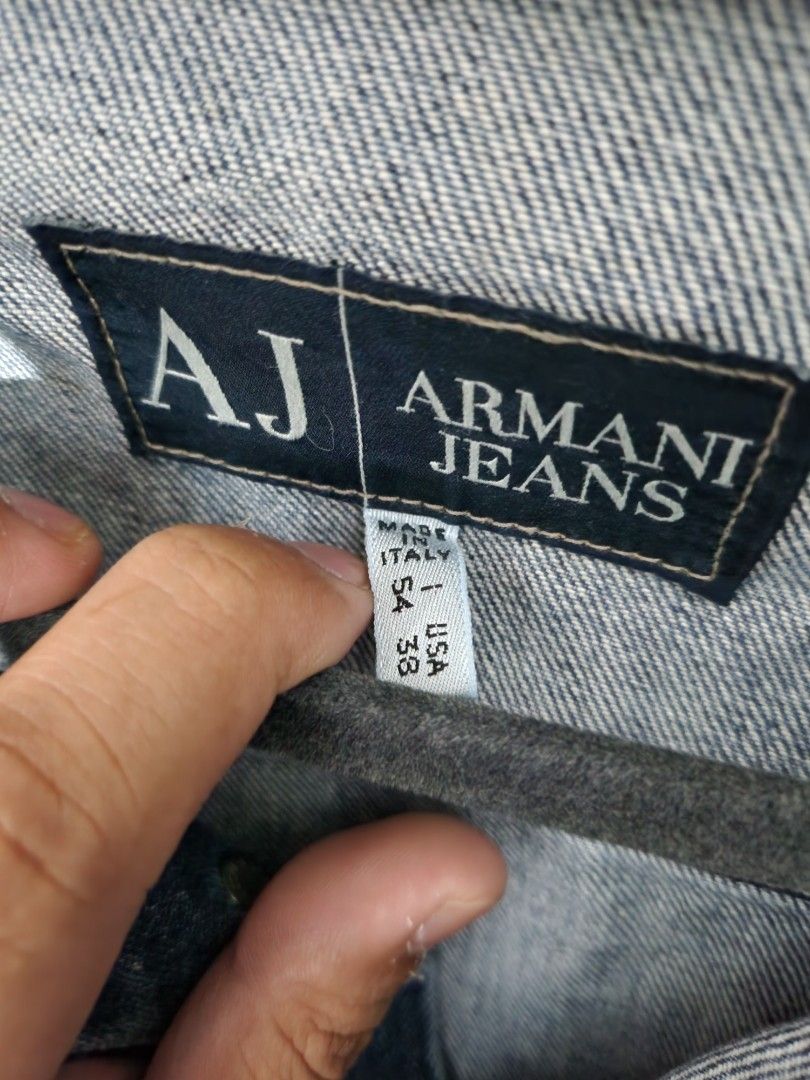 AJ
ARMANI
JEANS
MADE
IN
ITALY
I USA
54 38